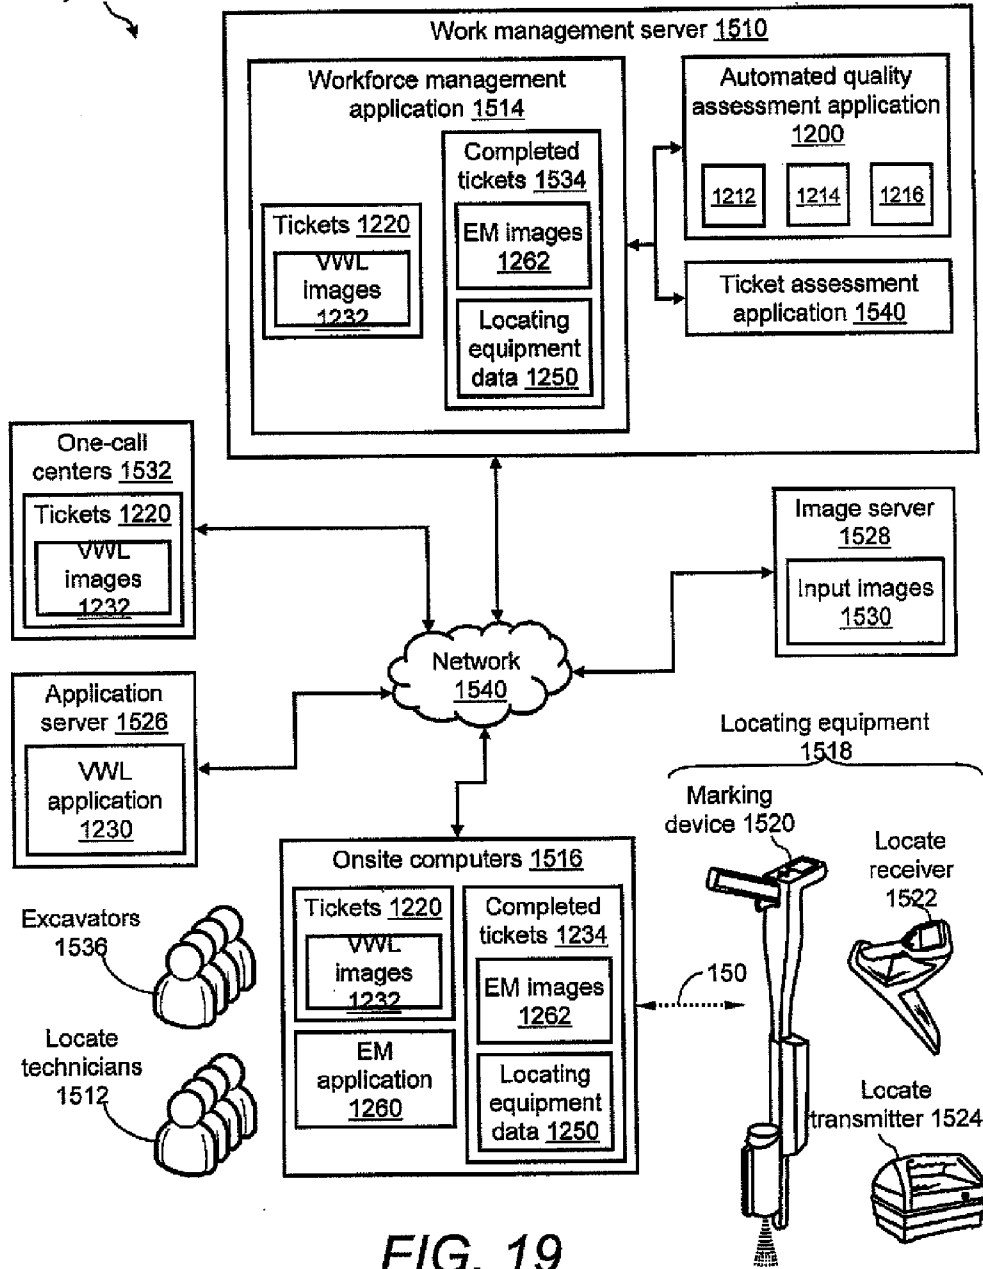 Work management server 1510
Workforce management
application 1514
Completed
tickets 1534
EM images
1262
Locating
equipment
data 1250
Tickets 1220
VWL
images
1232
Automated quality
assessment application
1200
1212
1214
1216
Ticket assessment
application 1540
One-call
centers 1532
Tickets 1220
VWL
images
1232
Image server
1528
Input images
1530
Network
1540
Application
server 1526
VWL
application
1230
Locating equipment
1518
Marking
device 1520
Locate
receiver
1522
Onsite computers 1516
Tickets 1220
VWL
images
1232
EM
application
1260
Completed
tickets 1234
EM images
1262
Locating
equipment
data 1250
150
Excavators
1536
Locate
technicians
1512
Locate
transmitter 1524
FIG. 19